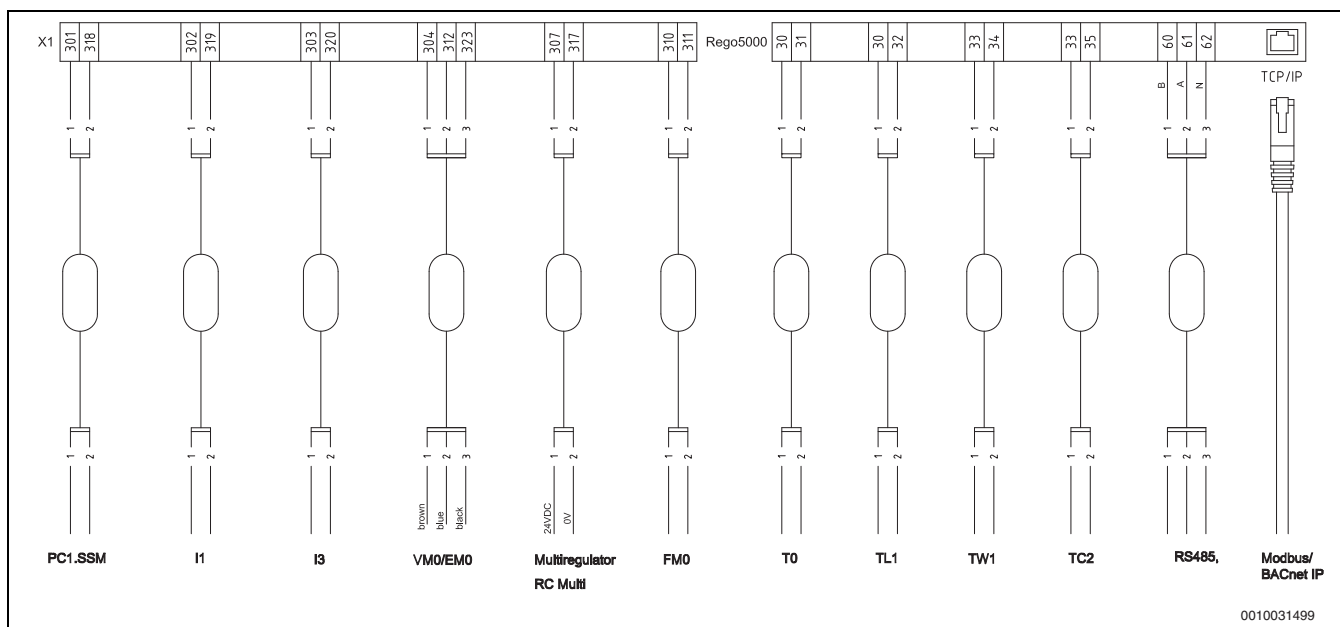 X1 301 318 302 319 303 320 304 312 323 307 317 310 311 Rego5000 30 31 30 32 33 34 33 35 60 61 62
TCP/IP
B A N
1 2 1 2 1 2 1 2 3 1 2 1 2 1 2 1 2 1 2 1 2 1 2 3
1 2 1 2 1 2 1 2 3 1 2 1 2 1 2 1 2 1 2 1 2 1 2 3
brown blue black 24VDC 0V
PC1.SSM I1 I3 VM0/EM0 Multiregulator FM0 T0 TL1 TW1 TC2 RS485, Modbus/
RC Multi BACnet IP
0010031499